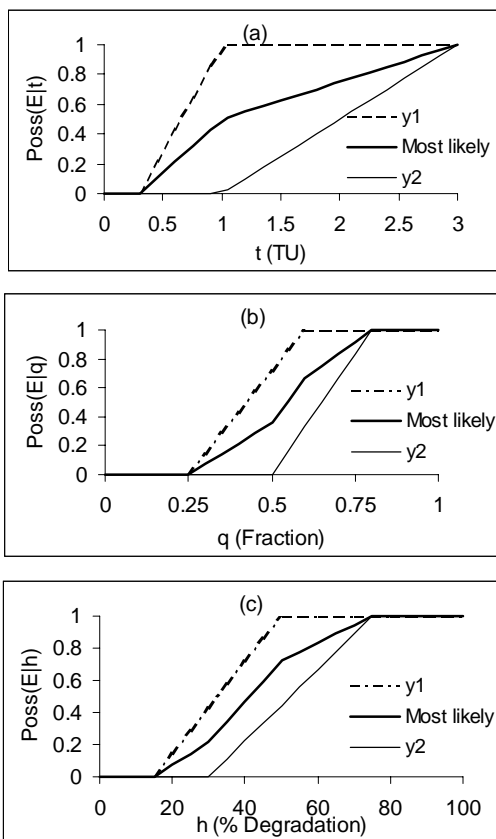 (a)
Poss(E|t)
1
0.8
0.6
0.4
0.2
0
y1
Most likely
y2
0 0.5 1 1.5 2 2.5 3
t (TU)
(b)
Poss(E|q)
1
0.8
0.6
0.4
0.2
0
y1
Most likely
y2
0 0.25 0.5 0.75 1
q (Fraction)
(c)
Poss(E|h)
1
0.8
0.6
0.4
0.2
0
y1
Most likely
y2
0 20 40 60 80 100
h (% Degradation)